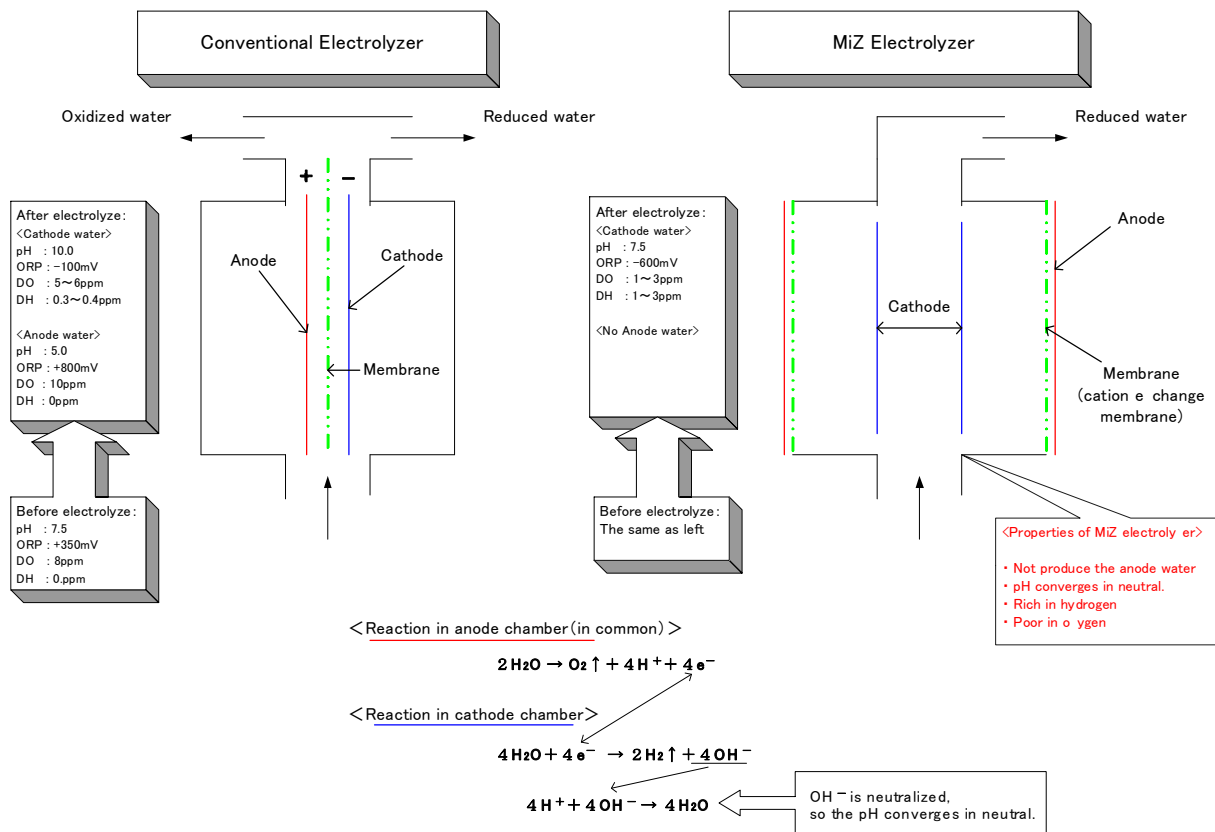 Conventional Electrolyzer
MiZ Electrolyzer
Oxidized water
Reduced water
Reduced water
+ −
After electrolyze:
<Cathode water>
pH : 10.0
ORP : −100mV
DO : 5～6ppm
DH : 0.3～0.4ppm
<Anode water>
pH : 5.0
ORP : +800mV
DO : 10ppm
DH : 0ppm
Before electrolyze:
pH : 7.5
ORP : +350mV
DO : 8ppm
DH : 0.ppm
Anode
Cathode
Membrane
After electrolyze:
<Cathode water>
pH : 7.5
ORP : −600mV
DO : 1～3ppm
DH : 1～3ppm
<No Anode water>
Before electrolyze:
The same as left
Cathode
Anode
Membrane
(cation e change
membrane)
<Properties of MiZ electroly er>
・ Not produce the anode water
・ pH converges in neutral.
・ Rich in hydrogen
・ Poor in o ygen
<Reaction in anode chamber(in common)>
2H₂O → O₂ ↑ + 4H⁺ + 4e⁻
<Reaction in cathode chamber>
4H₂O + 4e⁻ → 2H₂ ↑ + 4OH⁻
4H⁺ + 4OH⁻ → 4H₂O
OH⁻ is neutralized,
so the pH converges in neutral.